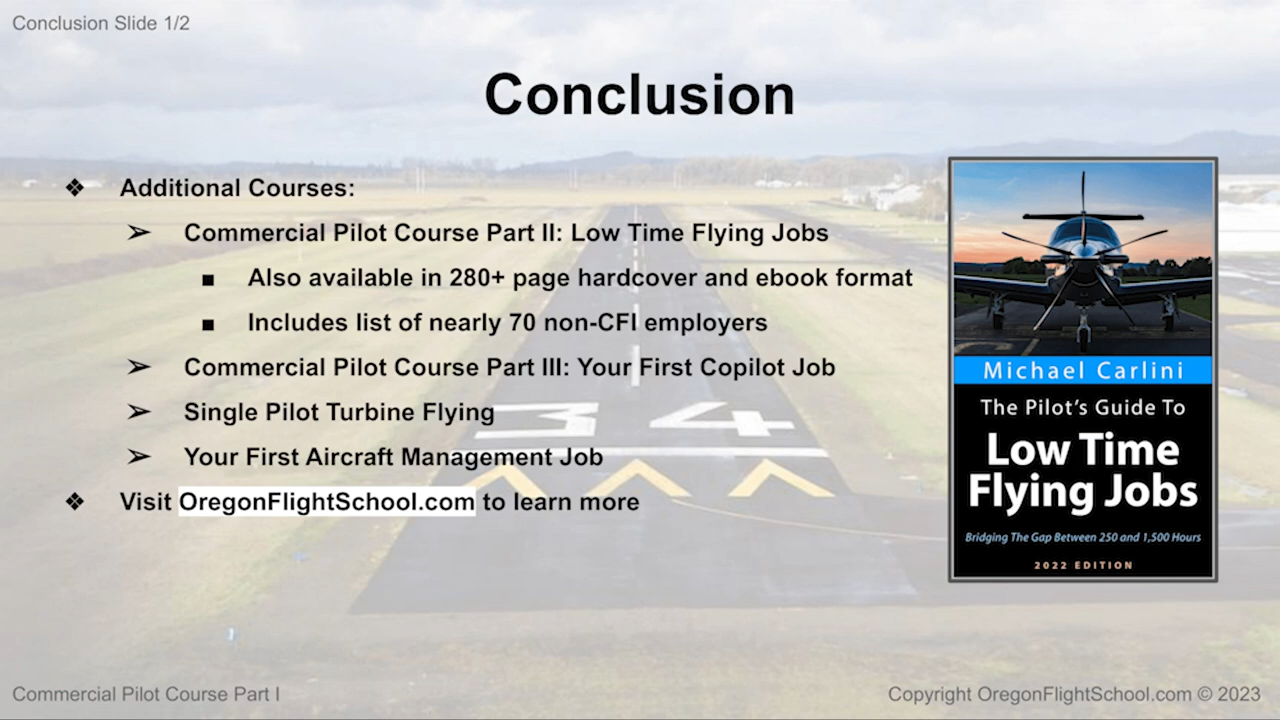 Conclusion Slide 1/2
Conclusion
❖ Additional Courses:
➢ Commercial Pilot Course Part II: Low Time Flying Jobs
■ Also available in 280+ page hardcover and ebook format
■ Includes list of nearly 70 non-CFI employers
➢ Commercial Pilot Course Part III: Your First Copilot Job
➢ Single Pilot Turbine Flying
➢ Your First Aircraft Management Job
❖ Visit OregonFlightSchool.com to learn more
34
Michael Carlini
The Pilot's Guide To
Low Time
Flying Jobs
Bridging The Gap Between 250 and 1,500 Hours
2022 EDITION
Commercial Pilot Course Part I
Copyright OregonFlightSchool.com © 2023